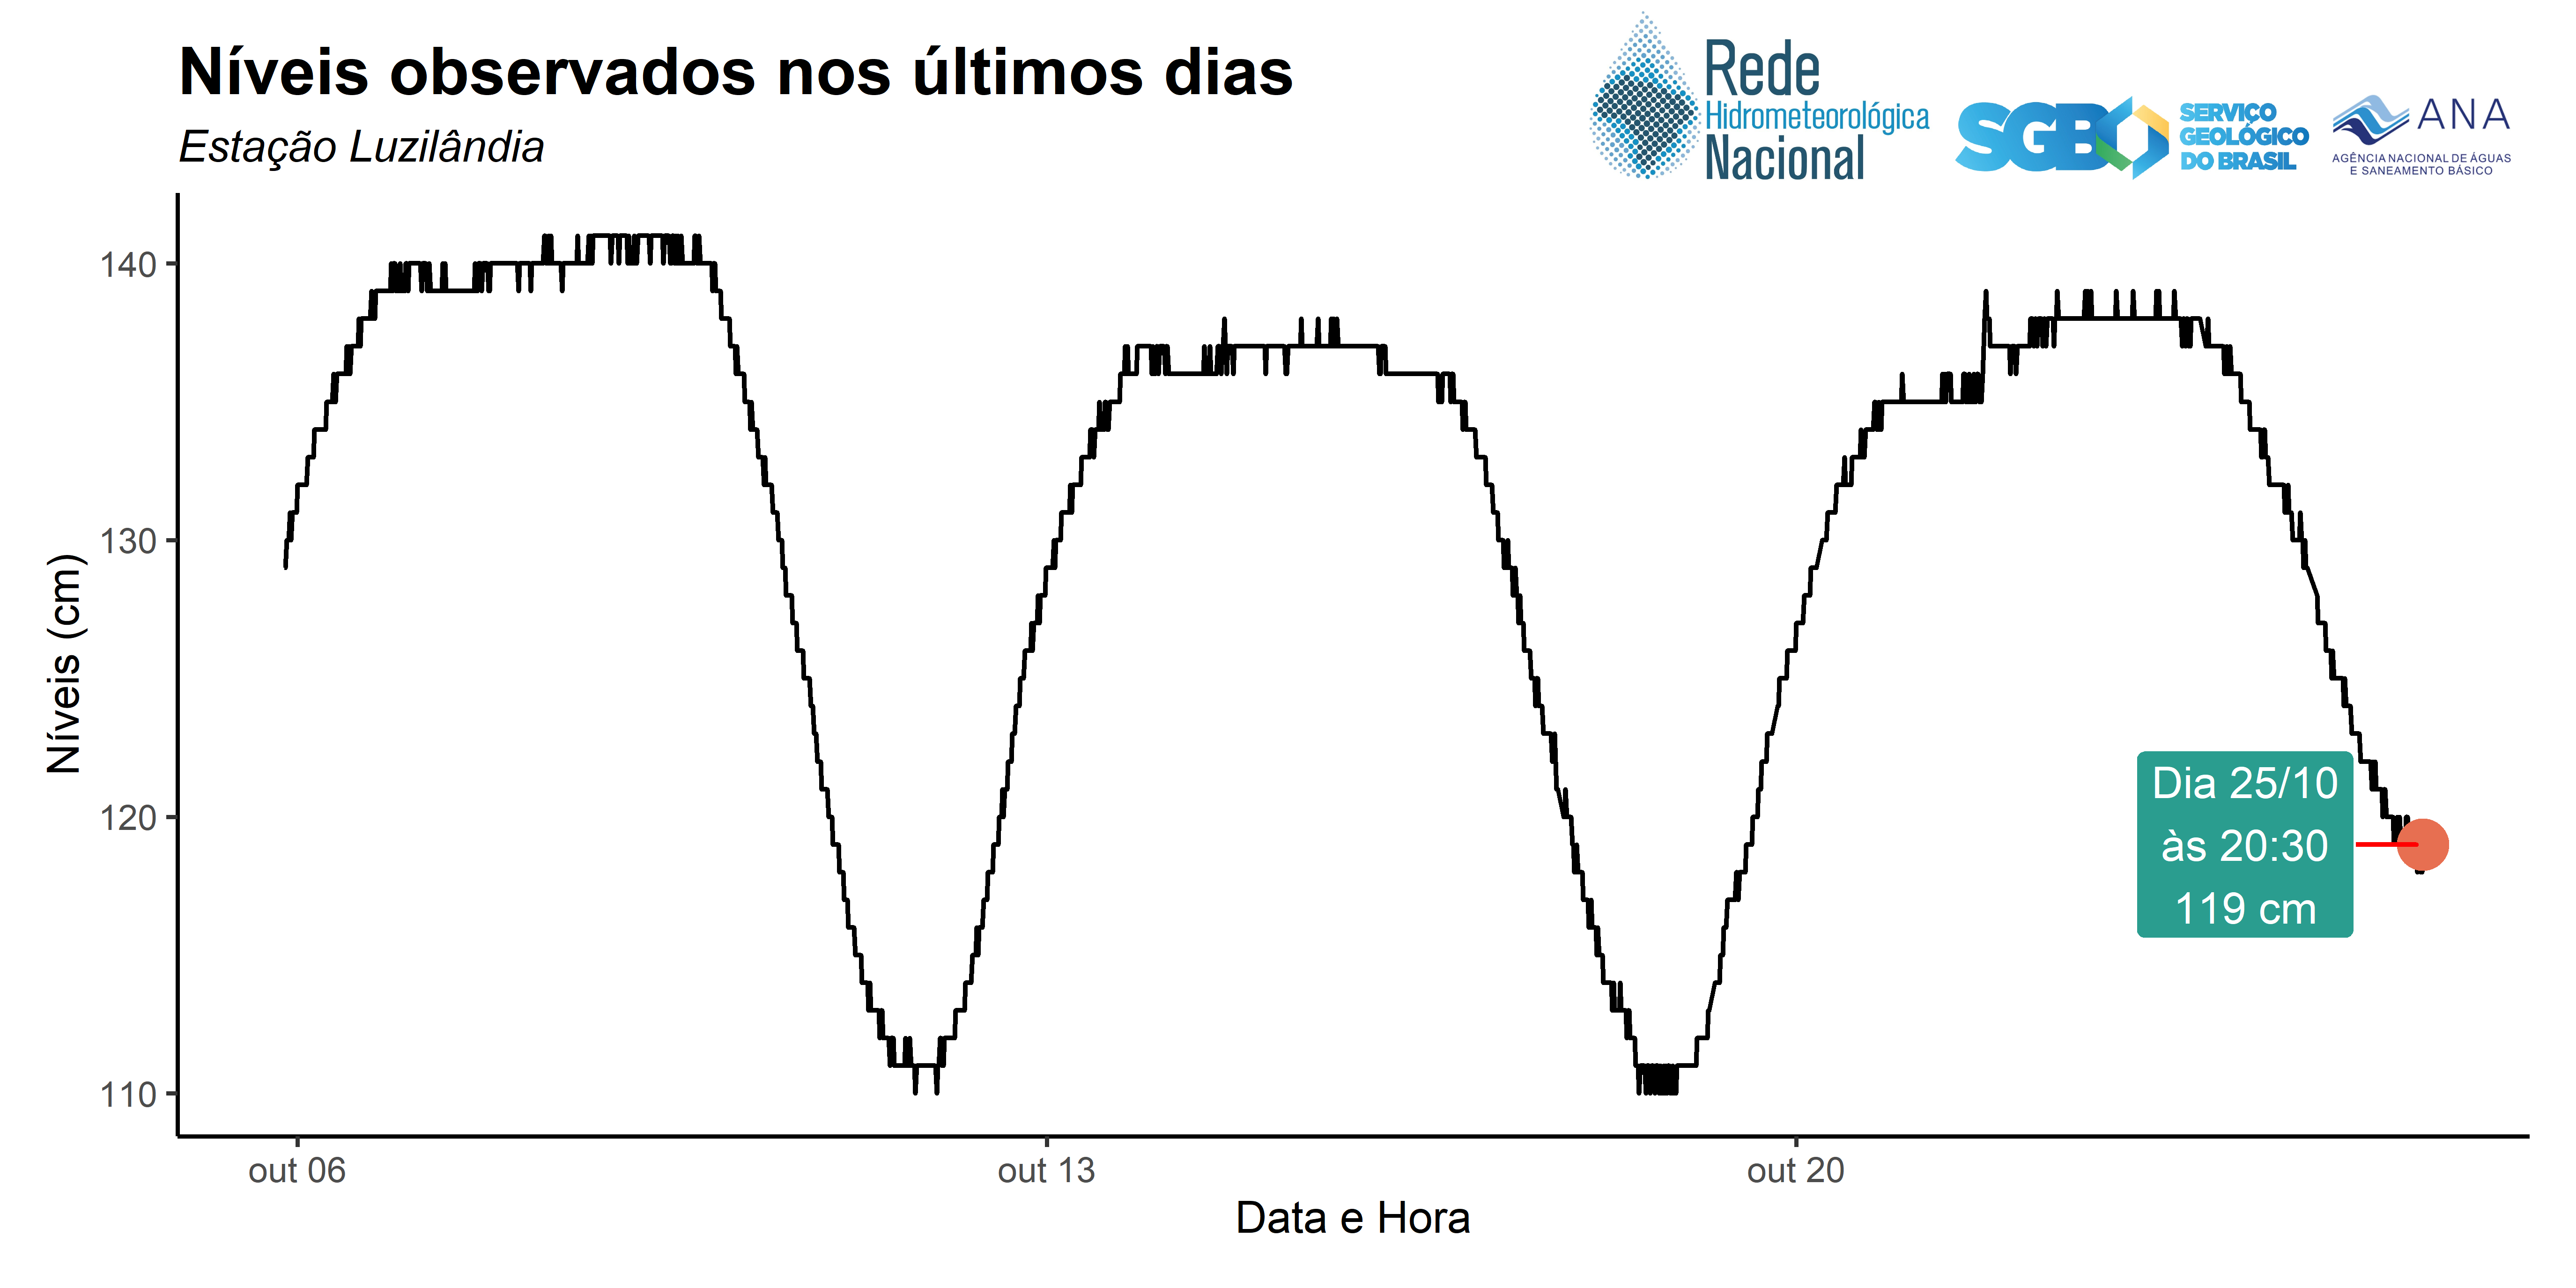 Níveis observados nos últimos dias
Estação Luzilândia
Rede
Hidrometeorológica
Nacional
SGB
SERVIÇO
GEOLÓGICO
DO BRASIL
ANA
AGÊNCIA NACIONAL DE ÁGUAS
E SANEAMENTO BÁSICO
Níveis (cm)
140
130
120
110
Dia 25/10
às 20:30
119 cm
out 06
out 13
out 20
Data e Hora